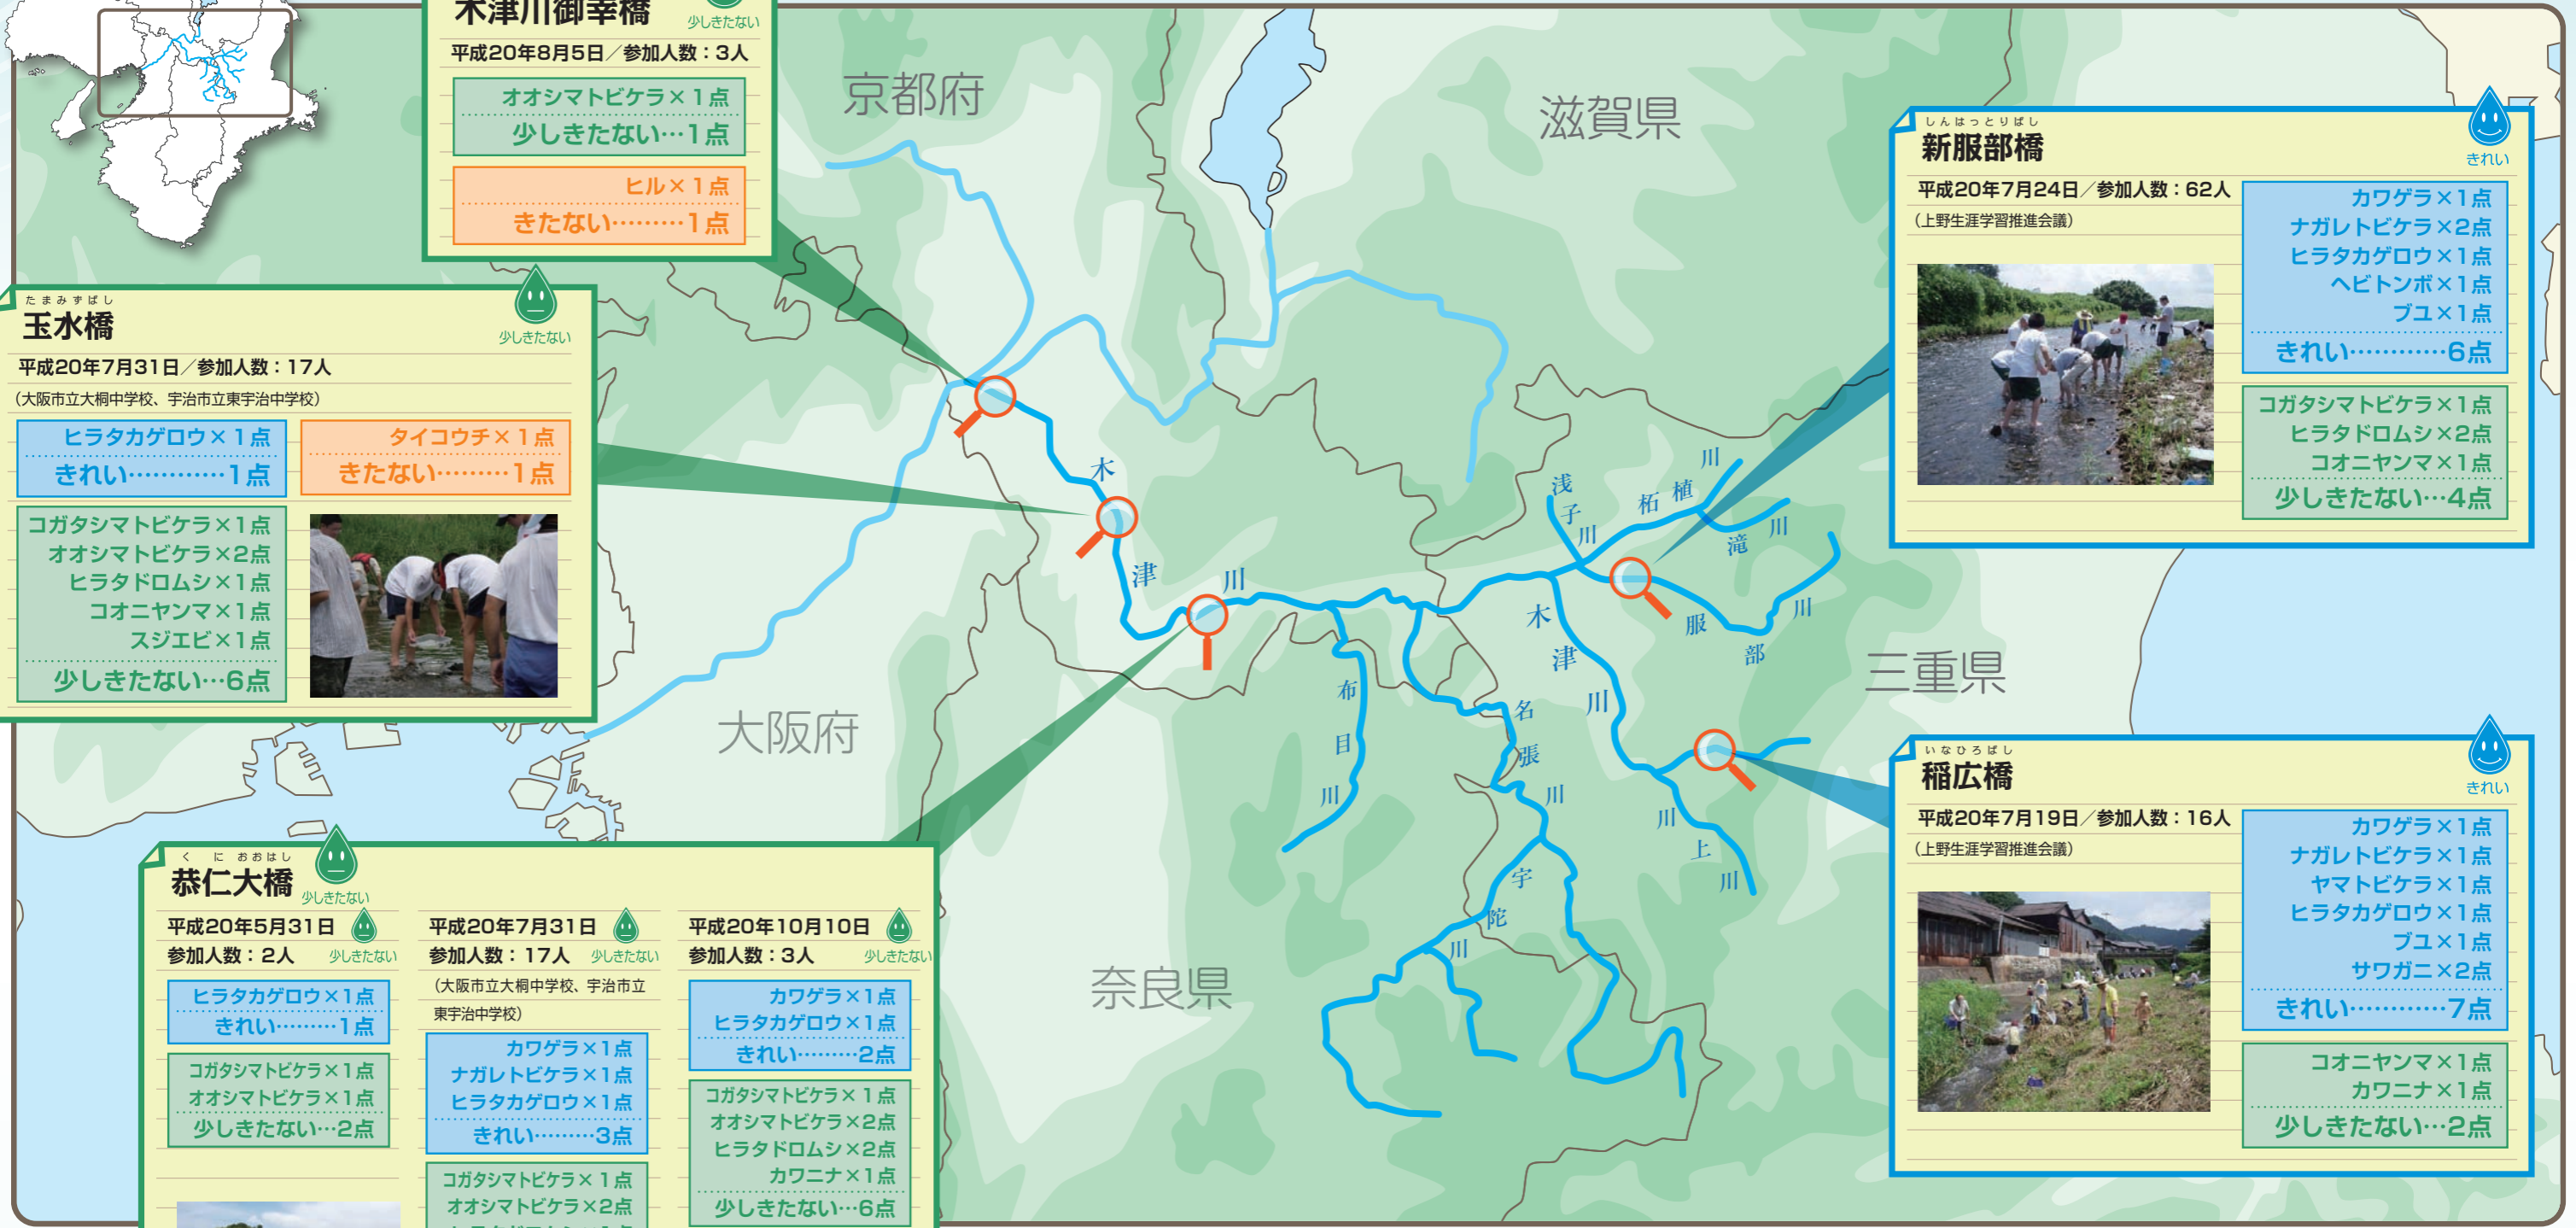 木津川御幸橋
少しきたない
平成20年8月5日／参加人数：3人
オオシマトビケラ×1点
少しきたない…1点
ヒル×1点
きたない………1点
たまみずばし
玉水橋
少しきたない
平成20年7月31日／参加人数：17人
（大阪市立大桐中学校、宇治市立東宇治中学校）
ヒラタカゲロウ×1点
きれい…………1点
タイコウチ×1点
きたない………1点
コガタシマトビケラ×1点
オオシマトビケラ×2点
ヒラタドロムシ×1点
コオニヤンマ×1点
スジエビ×1点
少しきたない…6点
くにおおはし
恭仁大橋
少しきたない
平成20年5月31日
参加人数：2人
少しきたない
ヒラタカゲロウ×1点
きれい………1点
コガタシマトビケラ×1点
オオシマトビケラ×1点
少しきたない…2点
平成20年7月31日
参加人数：17人
少しきたない
（大阪市立大桐中学校、宇治市立
東宇治中学校）
カワゲラ×1点
ナガレトビケラ×1点
ヒラタカゲロウ×1点
きれい………3点
コガタシマトビケラ×1点
オオシマトビケラ×2点
平成20年10月10日
参加人数：3人
少しきたない
カワゲラ×1点
ヒラタカゲロウ×1点
きれい………2点
コガタシマトビケラ×1点
オオシマトビケラ×2点
ヒラタドロムシ×2点
カワニナ×1点
少しきたない…6点
京都府
滋賀県
大阪府
奈良県
三重県
木津川
浅子川
柘植川
滝川
服部川
木津川
布目川
名張川
川上川
宇陀川
しんはっとりばし
新服部橋
きれい
平成20年7月24日／参加人数：62人
（上野生涯学習推進会議）
カワゲラ×1点
ナガレトビケラ×2点
ヒラタカゲロウ×1点
ヘビトンボ×1点
ブユ×1点
きれい…………6点
コガタシマトビケラ×1点
ヒラタドロムシ×2点
コオニヤンマ×1点
少しきたない…4点
いなひろばし
稲広橋
きれい
平成20年7月19日／参加人数：16人
（上野生涯学習推進会議）
カワゲラ×1点
ナガレトビケラ×1点
ヤマトビケラ×1点
ヒラタカゲロウ×1点
ブユ×1点
サワガニ×2点
きれい…………7点
コオニヤンマ×1点
カワニナ×1点
少しきたない…2点